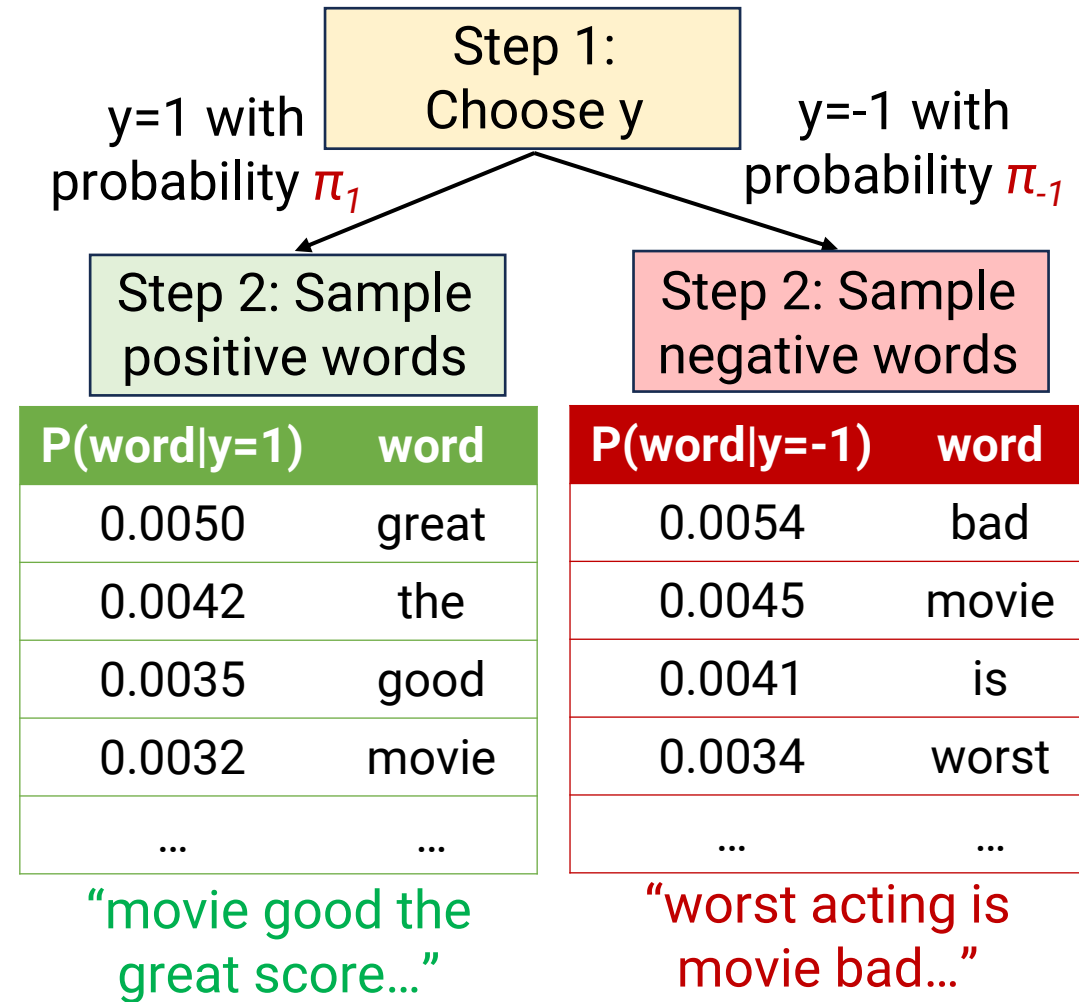 Step 1:
Choose y
y=1 with
probability π₁
y=-1 with
probability π₋₁
Step 2: Sample
positive words
Step 2: Sample
negative words
P(word|y=1) word
0.0050 great
0.0042 the
0.0035 good
0.0032 movie
... ...
“movie good the
great score...”
P(word|y=-1) word
0.0054 bad
0.0045 movie
0.0041 is
0.0034 worst
... ...
“worst acting is
movie bad...”